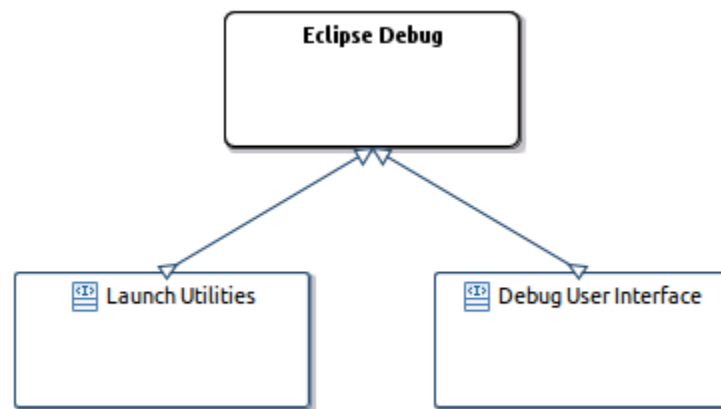 Eclipse Debug
<I> Launch Utilities
<I> Debug User Interface